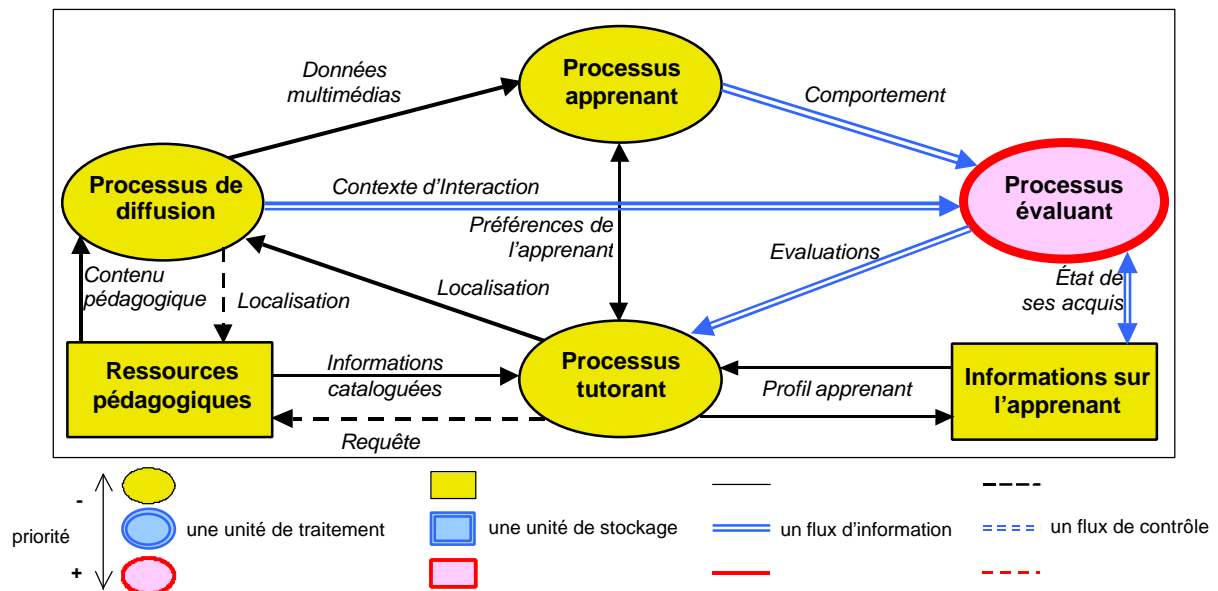 Données
multimédias
Processus
apprenant
Comportement
Processus de
diffusion
Contexte d’Interaction
Processus
évaluant
Préférences de
l’apprenant
Evaluations
Contenu
pédagogique
Localisation
Localisation
État de
ses acquis
Ressources
pédagogiques
Informations
cataloguées
Processus
tutorant
Profil apprenant
Informations sur
l’apprenant
Requête
-
priorité
+
une unité de traitement
une unité de stockage
un flux d’information
un flux de contrôle